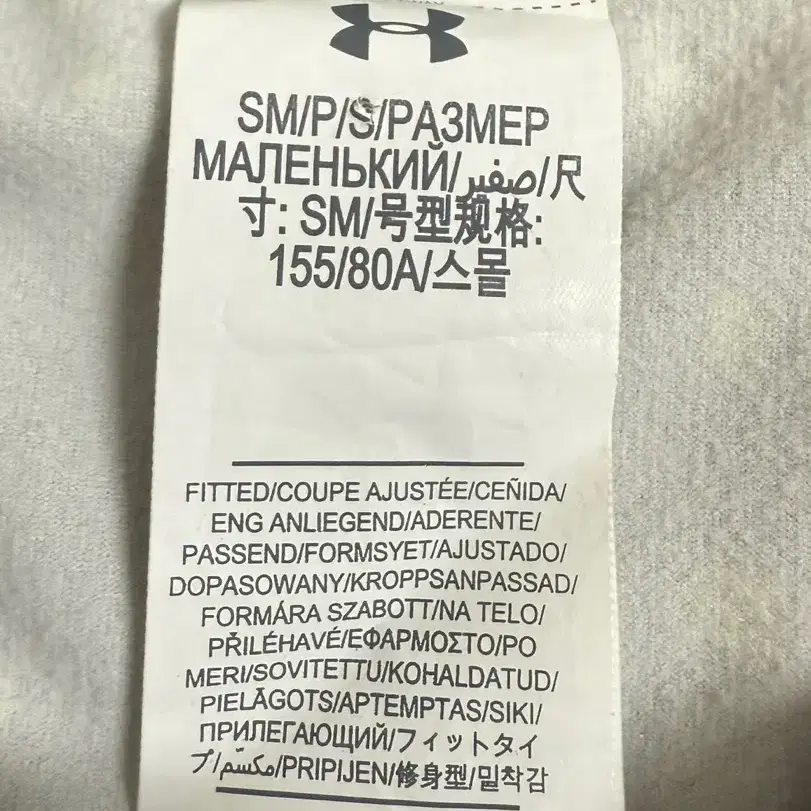 SM/P/S/РАЗМЕР
МАЛЕНЬКИЙ/صغير/尺
寸: SM/号型规格:
155/80A/스몰
FITTED/COUPE AJUSTÉE/CEÑIDA/
ENG ANLIEGEND/ADERENTE/
PASSEND/FORMSYET/AJUSTADO/
DOPASOWANY/KROPPSANPASSAD/
FORMÁRA SZABOTT/NA TELO/
PŘILÉHAVÉ/ΕΦΑΡΜΟΣΤΟ/PO
MERI/SOVITETTU/KOHALDATUD/
PIELĀGOTS/APTEMPTAS/SIKI/
ПРИЛЕГАЮЩИЙ/フィットタイ
プ/مكسّم/PRIPIJEN/修身型/밀착감